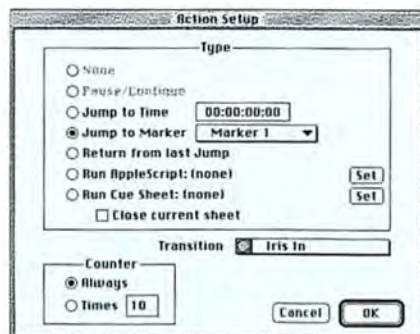 Action Setup
Type
None
Pause/Continue
Jump to Time 00:00:00:00
Jump to Marker Marker 1
Return from last Jump
Run AppleScript: (none) Set
Run Cue Sheet: (none) Set
Close current sheet
Transition Iris In
Counter
Always
Times 10
Cancel OK